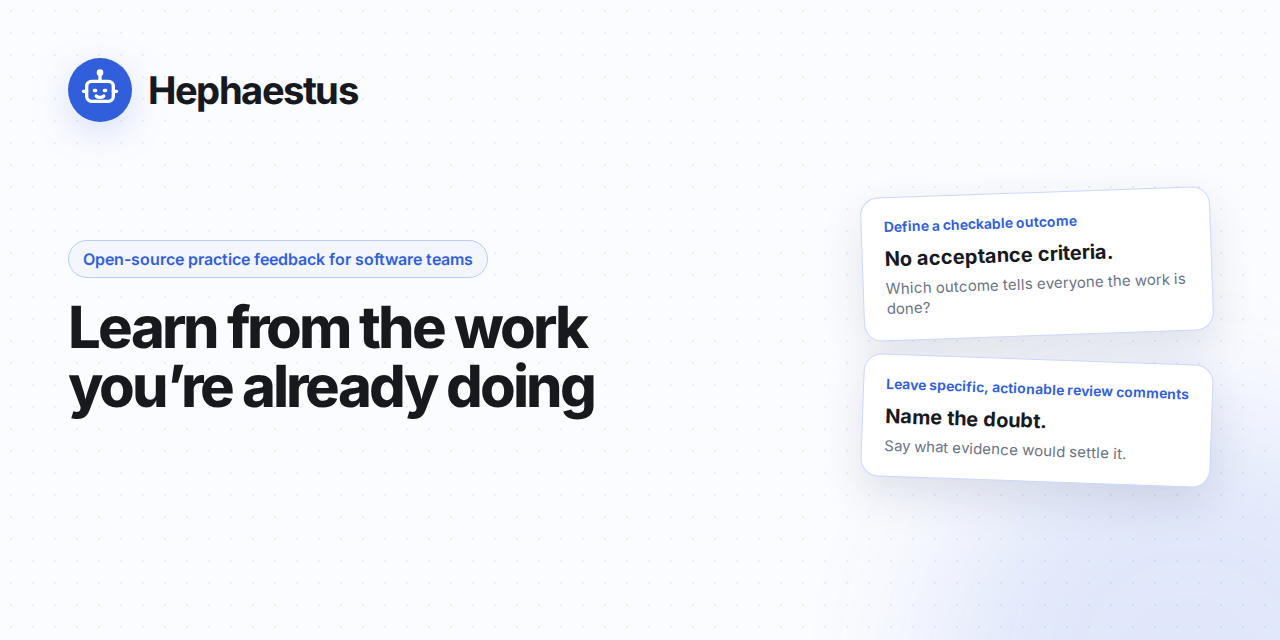 Hephaestus
Open-source practice feedback for software teams
Learn from the work
you’re already doing
Define a checkable outcome
No acceptance criteria.
Which outcome tells everyone the work is
done?
Leave specific, actionable review comments
Name the doubt.
Say what evidence would settle it.